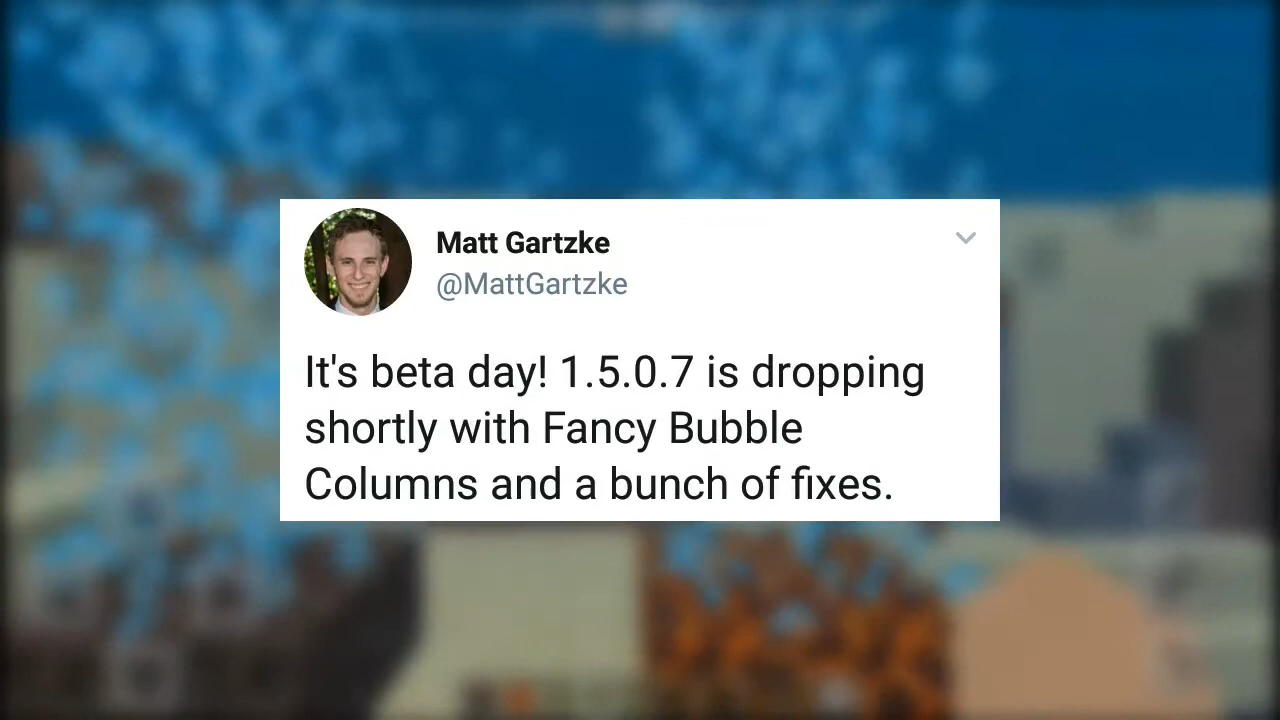 Matt Gartzke
@MattGartzke
It's beta day! 1.5.0.7 is dropping
shortly with Fancy Bubble
Columns and a bunch of fixes.